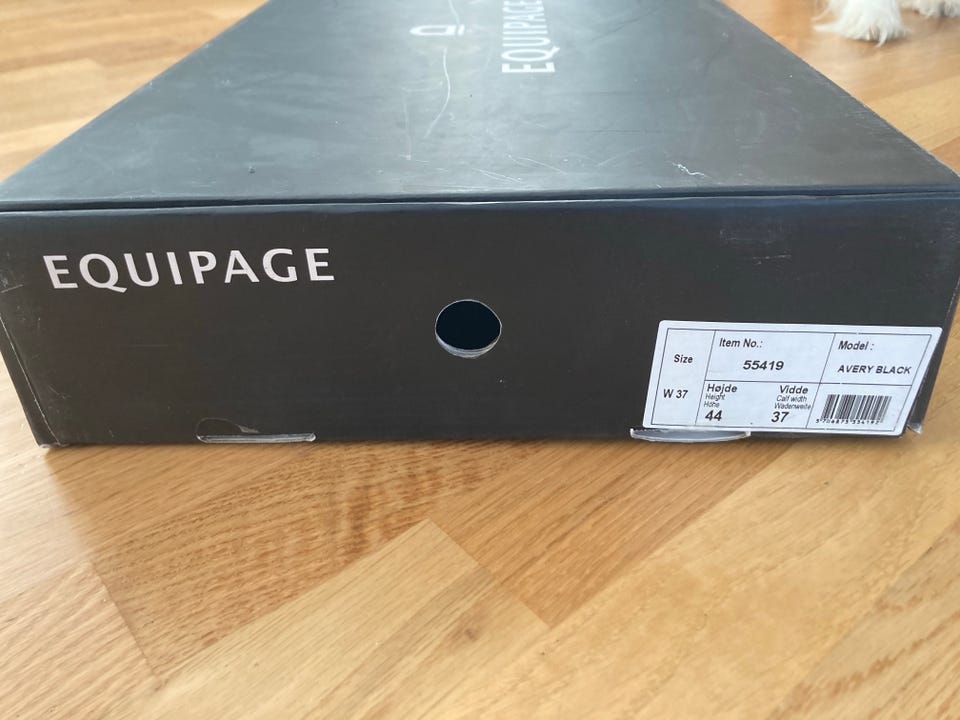 EQUIPAGE
EQUIPAGE
Size
W 37
Item No.:
55419
Model :
AVERY BLACK
Højde
Height
Höhe
44
Vidde
Calf width
Wadenweite
37